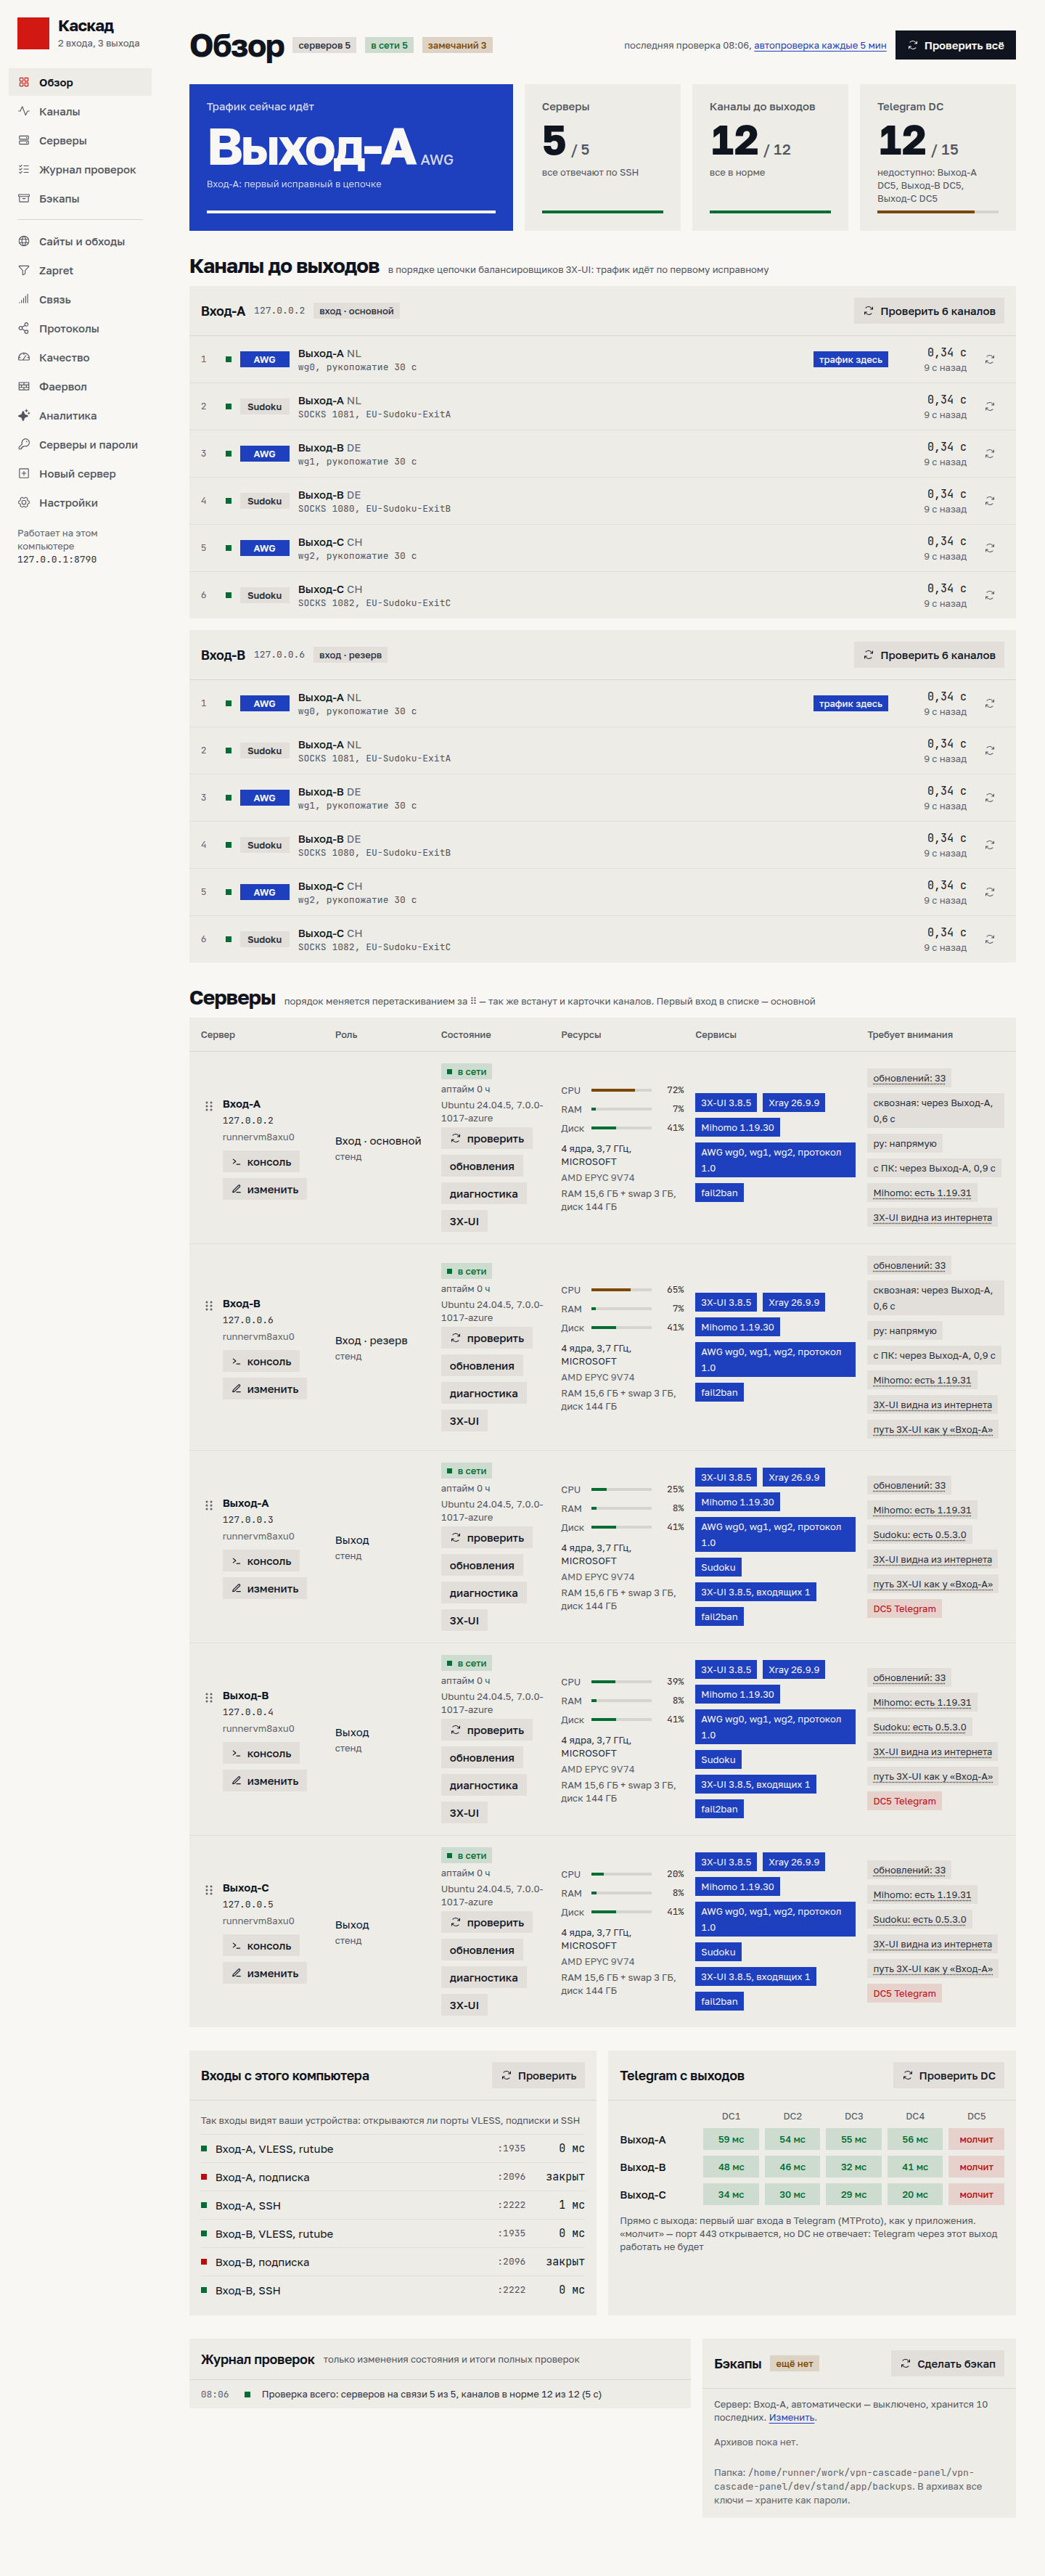 Каскад
2 входа, 3 выхода
Обзор
Каналы
Серверы
Журнал проверок
Бэкапы
Сайты и обходы
Zapret
Связь
Протоколы
Качество
Фаервол
Аналитика
Серверы и пароли
Новый сервер
Настройки
Работает на этом
компьютере
127.0.0.1:8790
Обзор серверов 5 в сети 5 замечаний 3
последняя проверка 08:06, автопроверка каждые 5 мин
Проверить всё
Трафик сейчас идёт
Выход-A AWG
Вход-A: первый исправный в цепочке
Серверы
5 / 5
все отвечают по SSH
Каналы до выходов
12 / 12
все в норме
Telegram DC
12 / 15
недоступно: Выход-A
DC5, Выход-B DC5,
Выход-C DC5
Каналы до выходов в порядке цепочки балансировщиков 3X-UI: трафик идёт по первому исправному
Вход-A 127.0.0.2 вход · основной Проверить 6 каналов
1 AWG Выход-A NL трафик здесь 0,34 с
wg0, рукопожатие 30 с 9 с назад
2 Sudoku Выход-A NL 0,34 с
SOCKS 1081, EU-Sudoku-ExitA 9 с назад
3 AWG Выход-B DE 0,34 с
wg1, рукопожатие 30 с 9 с назад
4 Sudoku Выход-B DE 0,34 с
SOCKS 1080, EU-Sudoku-ExitB 9 с назад
5 AWG Выход-C CH 0,34 с
wg2, рукопожатие 30 с 9 с назад
6 Sudoku Выход-C CH 0,34 с
SOCKS 1082, EU-Sudoku-ExitC 9 с назад
Вход-B 127.0.0.6 вход · резерв Проверить 6 каналов
1 AWG Выход-A NL трафик здесь 0,34 с
wg0, рукопожатие 30 с 9 с назад
2 Sudoku Выход-A NL 0,34 с
SOCKS 1081, EU-Sudoku-ExitA 9 с назад
3 AWG Выход-B DE 0,34 с
wg1, рукопожатие 30 с 9 с назад
4 Sudoku Выход-B DE 0,34 с
SOCKS 1080, EU-Sudoku-ExitB 9 с назад
5 AWG Выход-C CH 0,34 с
wg2, рукопожатие 30 с 9 с назад
6 Sudoku Выход-C CH 0,34 с
SOCKS 1082, EU-Sudoku-ExitC 9 с назад
Серверы порядок меняется перетаскиванием за ⠿ — так же встанут и карточки каналов. Первый вход в списке — основной
Сервер Роль Состояние Ресурсы Сервисы Требует внимания
Вход-A
127.0.0.2
runnervm8axu0
консоль
изменить
Вход · основной
стенд
в сети
аптайм 0 ч
Ubuntu 24.04.5, 7.0.0-
1017-azure
проверить
обновления
диагностика
3X-UI
CPU 72%
RAM 7%
Диск 41%
4 ядра, 3,7 ГГц,
MICROSOFT
AMD EPYC 9V74
RAM 15,6 ГБ + swap 3 ГБ,
диск 144 ГБ
3X-UI 3.8.5 Xray 26.9.9
Mihomo 1.19.30
AWG wg0, wg1, wg2, протокол
1.0
fail2ban
обновлений: 33
сквозная: через Выход-A,
0,6 с
ру: напрямую
с ПК: через Выход-A, 0,9 с
Mihomo: есть 1.19.31
3X-UI видна из интернета
Вход-B
127.0.0.6
runnervm8axu0
консоль
изменить
Вход · резерв
стенд
в сети
аптайм 0 ч
Ubuntu 24.04.5, 7.0.0-
1017-azure
проверить
обновления
диагностика
3X-UI
CPU 65%
RAM 7%
Диск 41%
4 ядра, 3,7 ГГц,
MICROSOFT
AMD EPYC 9V74
RAM 15,6 ГБ + swap 3 ГБ,
диск 144 ГБ
3X-UI 3.8.5 Xray 26.9.9
Mihomo 1.19.30
AWG wg0, wg1, wg2, протокол
1.0
fail2ban
обновлений: 33
сквозная: через Выход-A,
0,6 с
ру: напрямую
с ПК: через Выход-A, 0,9 с
Mihomo: есть 1.19.31
3X-UI видна из интернета
путь 3X-UI как у «Вход-A»
Выход-A
127.0.0.3
runnervm8axu0
консоль
изменить
Выход
стенд
в сети
аптайм 0 ч
Ubuntu 24.04.5, 7.0.0-
1017-azure
проверить
обновления
диагностика
3X-UI
CPU 25%
RAM 8%
Диск 41%
4 ядра, 3,7 ГГц,
MICROSOFT
AMD EPYC 9V74
RAM 15,6 ГБ + swap 3 ГБ,
диск 144 ГБ
3X-UI 3.8.5 Xray 26.9.9
Mihomo 1.19.30
AWG wg0, wg1, wg2, протокол
1.0
Sudoku
3X-UI 3.8.5, входящих 1
fail2ban
обновлений: 33
Mihomo: есть 1.19.31
Sudoku: есть 0.5.3.0
3X-UI видна из интернета
путь 3X-UI как у «Вход-A»
DC5 Telegram
Выход-B
127.0.0.4
runnervm8axu0
консоль
изменить
Выход
стенд
в сети
аптайм 0 ч
Ubuntu 24.04.5, 7.0.0-
1017-azure
проверить
обновления
диагностика
3X-UI
CPU 39%
RAM 8%
Диск 41%
4 ядра, 3,7 ГГц,
MICROSOFT
AMD EPYC 9V74
RAM 15,6 ГБ + swap 3 ГБ,
диск 144 ГБ
3X-UI 3.8.5 Xray 26.9.9
Mihomo 1.19.30
AWG wg0, wg1, wg2, протокол
1.0
Sudoku
3X-UI 3.8.5, входящих 1
fail2ban
обновлений: 33
Mihomo: есть 1.19.31
Sudoku: есть 0.5.3.0
3X-UI видна из интернета
путь 3X-UI как у «Вход-A»
DC5 Telegram
Выход-C
127.0.0.5
runnervm8axu0
консоль
изменить
Выход
стенд
в сети
аптайм 0 ч
Ubuntu 24.04.5, 7.0.0-
1017-azure
проверить
обновления
диагностика
3X-UI
CPU 20%
RAM 8%
Диск 41%
4 ядра, 3,7 ГГц,
MICROSOFT
AMD EPYC 9V74
RAM 15,6 ГБ + swap 3 ГБ,
диск 144 ГБ
3X-UI 3.8.5 Xray 26.9.9
Mihomo 1.19.30
AWG wg0, wg1, wg2, протокол
1.0
Sudoku
3X-UI 3.8.5, входящих 1
fail2ban
обновлений: 33
Mihomo: есть 1.19.31
Sudoku: есть 0.5.3.0
3X-UI видна из интернета
путь 3X-UI как у «Вход-A»
DC5 Telegram
Входы с этого компьютера Проверить
Так входы видят ваши устройства: открываются ли порты VLESS, подписки и SSH
Вход-A, VLESS, rutube :1935 0 мс
Вход-A, подписка :2096 закрыт
Вход-A, SSH :2222 1 мс
Вход-B, VLESS, rutube :1935 0 мс
Вход-B, подписка :2096 закрыт
Вход-B, SSH :2222 0 мс
Telegram с выходов Проверить DC
DC1 DC2 DC3 DC4 DC5
Выход-A 59 мс 54 мс 55 мс 56 мс молчит
Выход-B 48 мс 46 мс 32 мс 41 мс молчит
Выход-C 34 мс 30 мс 29 мс 20 мс молчит
Прямо с выхода: первый шаг входа в Telegram (MTProto), как у приложения.
«молчит» — порт 443 открывается, но DC не отвечает: Telegram через этот выход
работать не будет
Журнал проверок только изменения состояния и итоги полных проверок
08:06 Проверка всего: серверов на связи 5 из 5, каналов в норме 12 из 12 (5 с)
Бэкапы ещё нет Сделать бэкап
Сервер: Вход-A, автоматически — выключено, хранится 10
последних. Изменить.
Архивов пока нет.
Папка: /home/runner/work/vpn-cascade-panel/vpn-
cascade-panel/dev/stand/app/backups. В архивах все
ключи — храните как пароли.